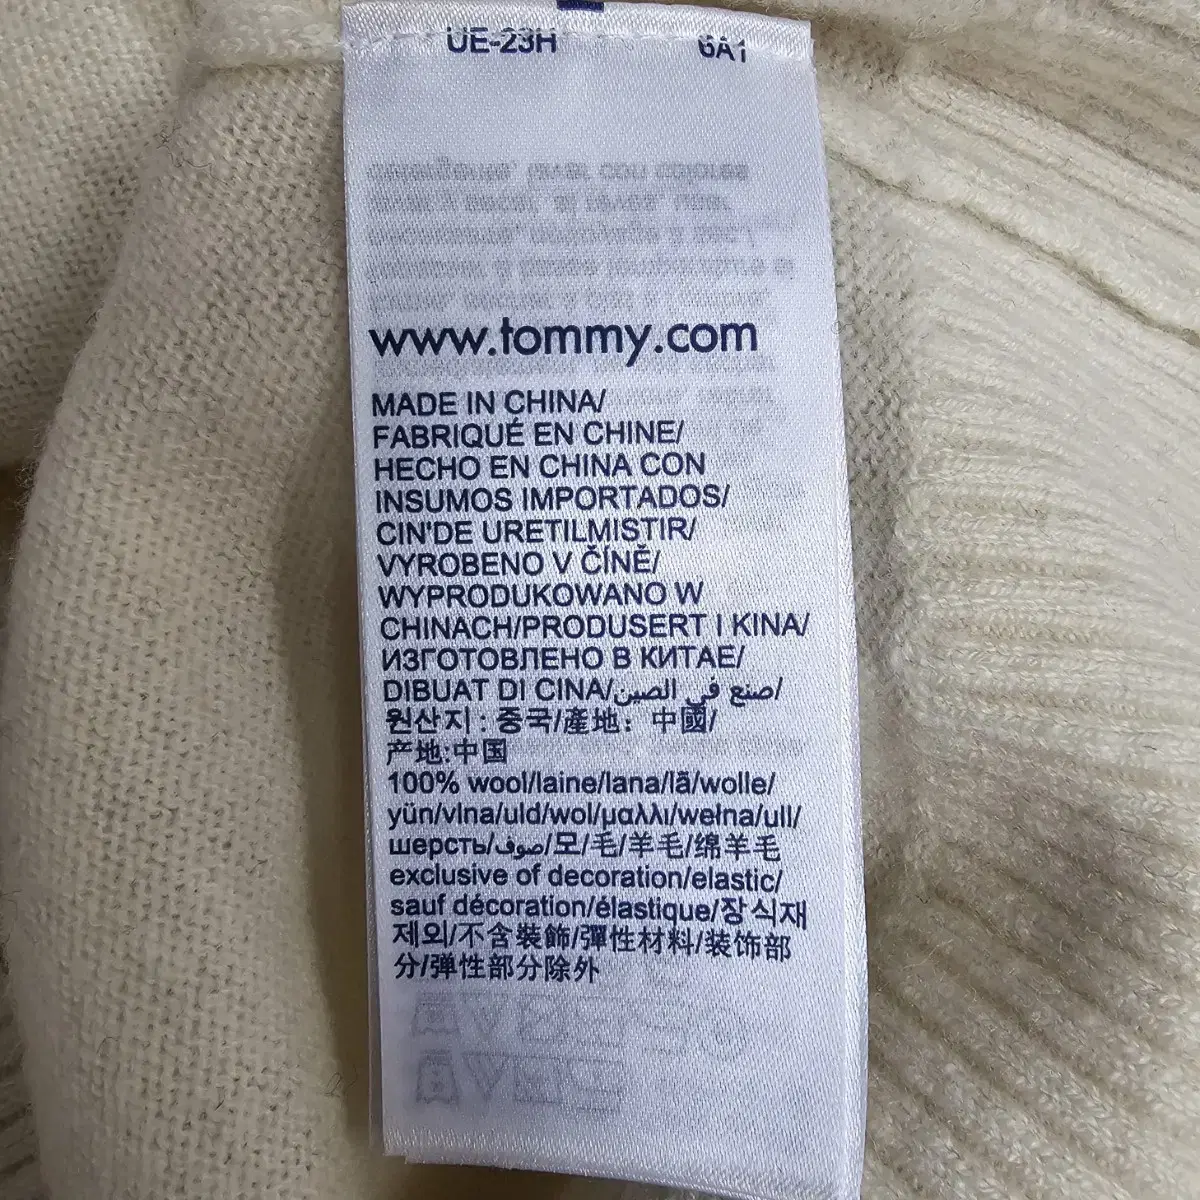 UE-23H 6A1
www.tommy.com
MADE IN CHINA/
FABRIQUÉ EN CHINE/
HECHO EN CHINA CON
INSUMOS IMPORTADOS/
CIN'DE URETILMISTIR/
VYROBENO V ČÍNĚ/
WYPRODUKOWANO W
CHINACH/PRODUSERT I KINA/
ИЗГОТОВЛЕНО В КИТАЕ/
DIBUAT DI CINA/صنع في الصين/
원산지 : 중국/產地: 中國/
产地:中国
100% wool/laine/lana/lã/wolle/
yün/vlna/uld/wol/μαλλι/wełna/ull/
шерсть/صوف/모/毛/羊毛/绵羊毛
exclusive of decoration/elastic/
sauf décoration/élastique/장식재
제외/不含裝飾/彈性材料/装饰部
分/弹性部分除外